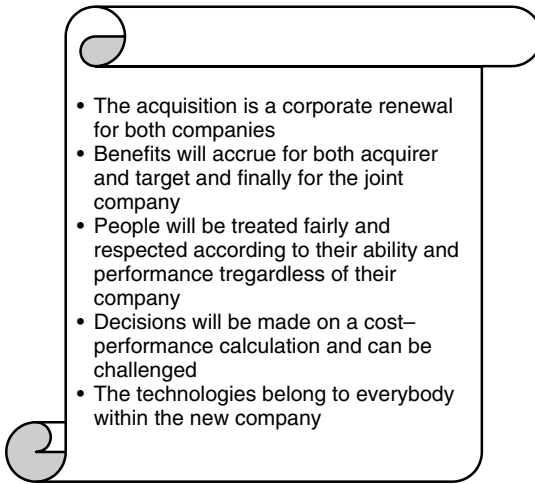 • The acquisition is a corporate renewal
for both companies
• Benefits will accrue for both acquirer
and target and finally for the joint
company
• People will be treated fairly and
respected according to their ability and
performance tregardless of their
company
• Decisions will be made on a cost–
performance calculation and can be
challenged
• The technologies belong to everybody
within the new company